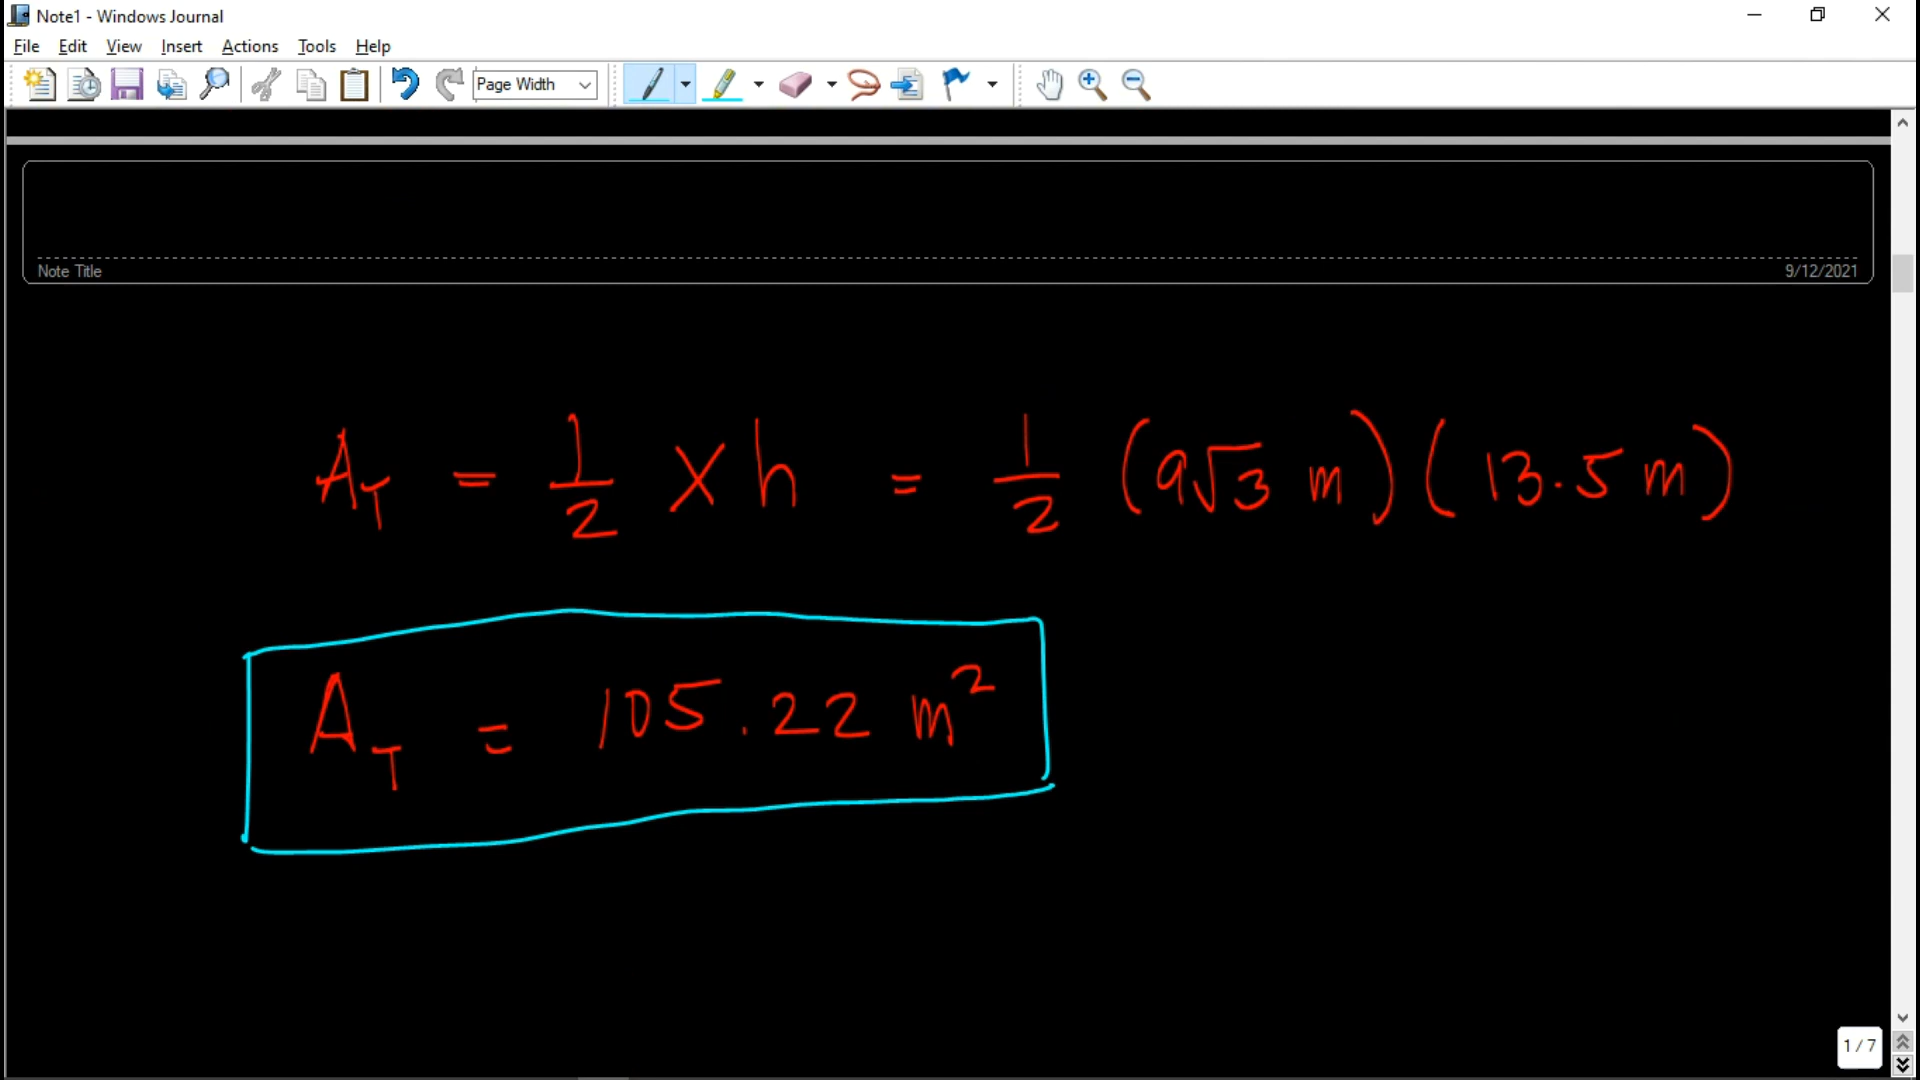 Note1 - Windows Journal
File Edit View Insert Actions Tools Help
Page Width
Note Title 9/12/2021
A_T = 1/2 X h = 1/2 (9√3 m)(13.5 m)
A_T = 105.22 m²
1 / 7